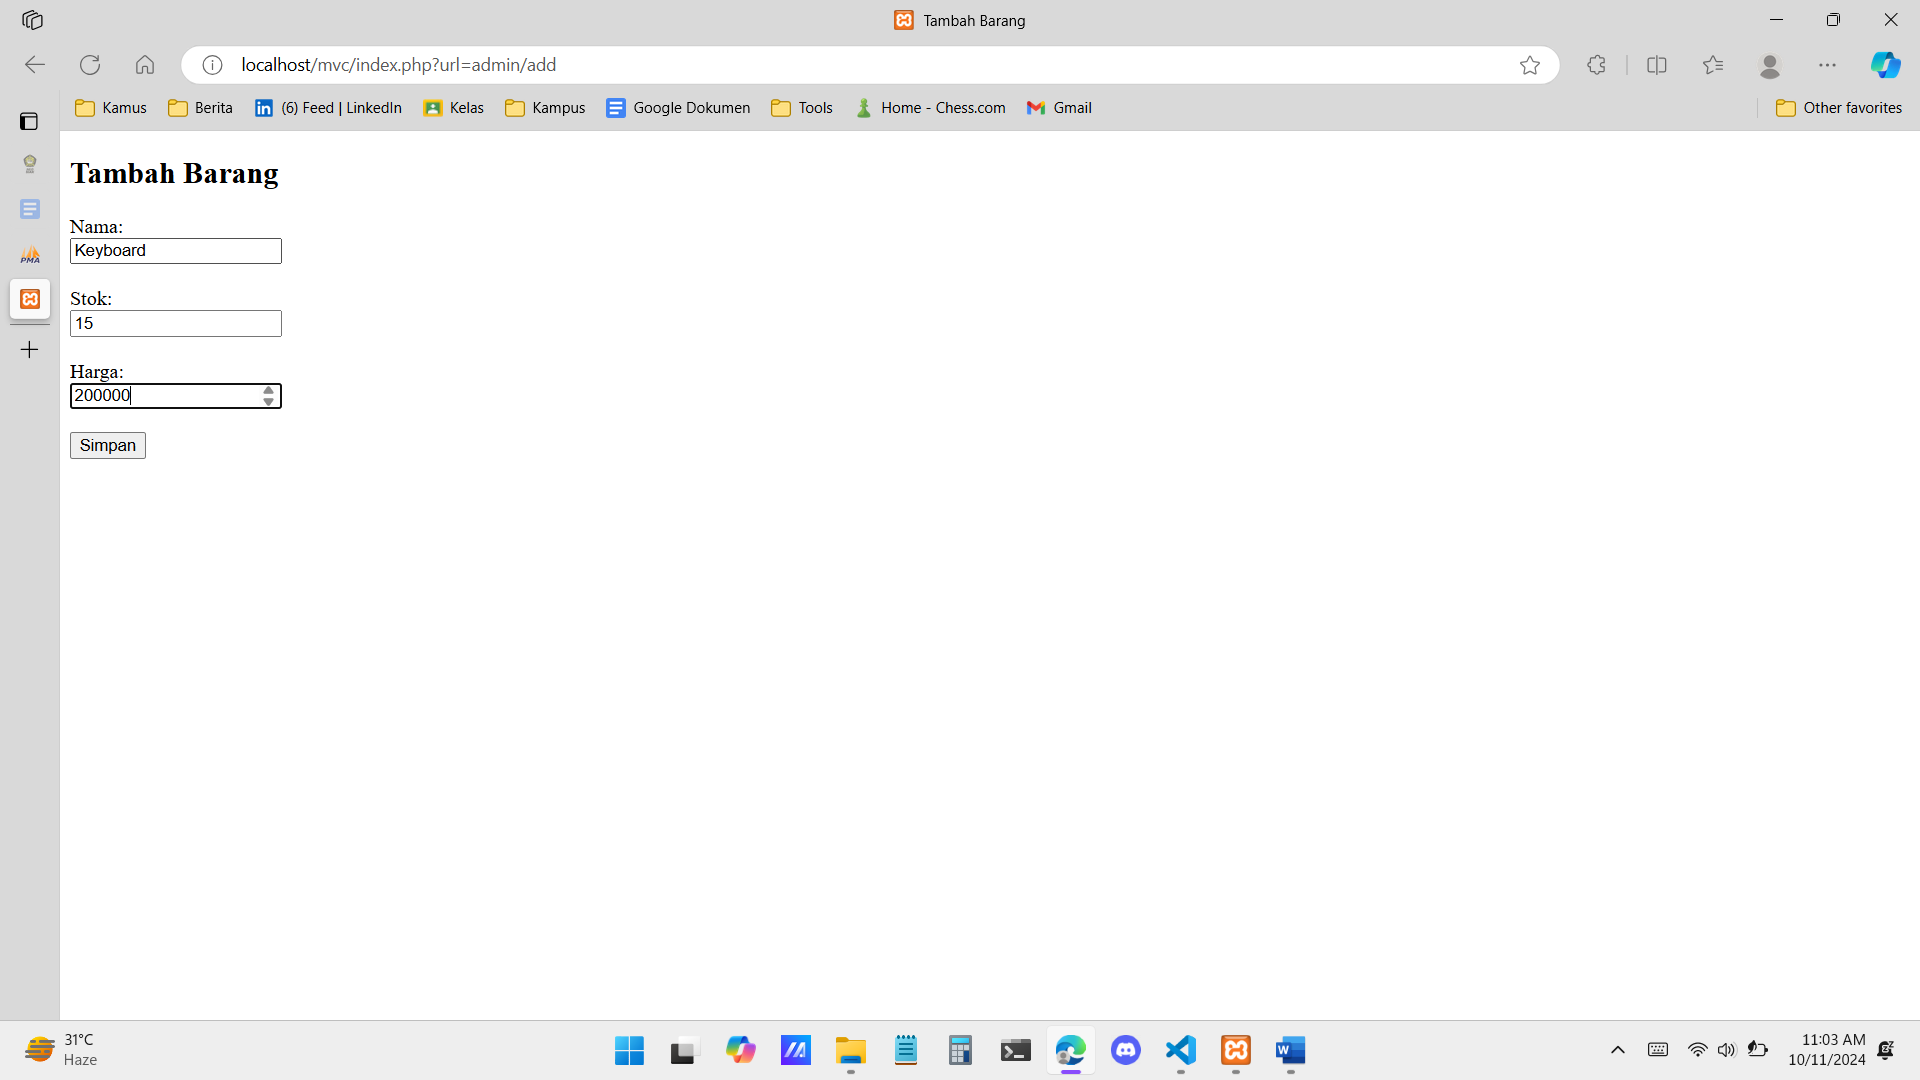 Tambah Barang
localhost/mvc/index.php?url=admin/add
Kamus
Berita
(6) Feed | LinkedIn
Kelas
Kampus
Google Dokumen
Tools
Home - Chess.com
Gmail
Other favorites
PMA
Tambah Barang
Nama:
Keyboard
Stok:
15
Harga:
200000
Simpan
31°C
Haze
11:03 AM
10/11/2024